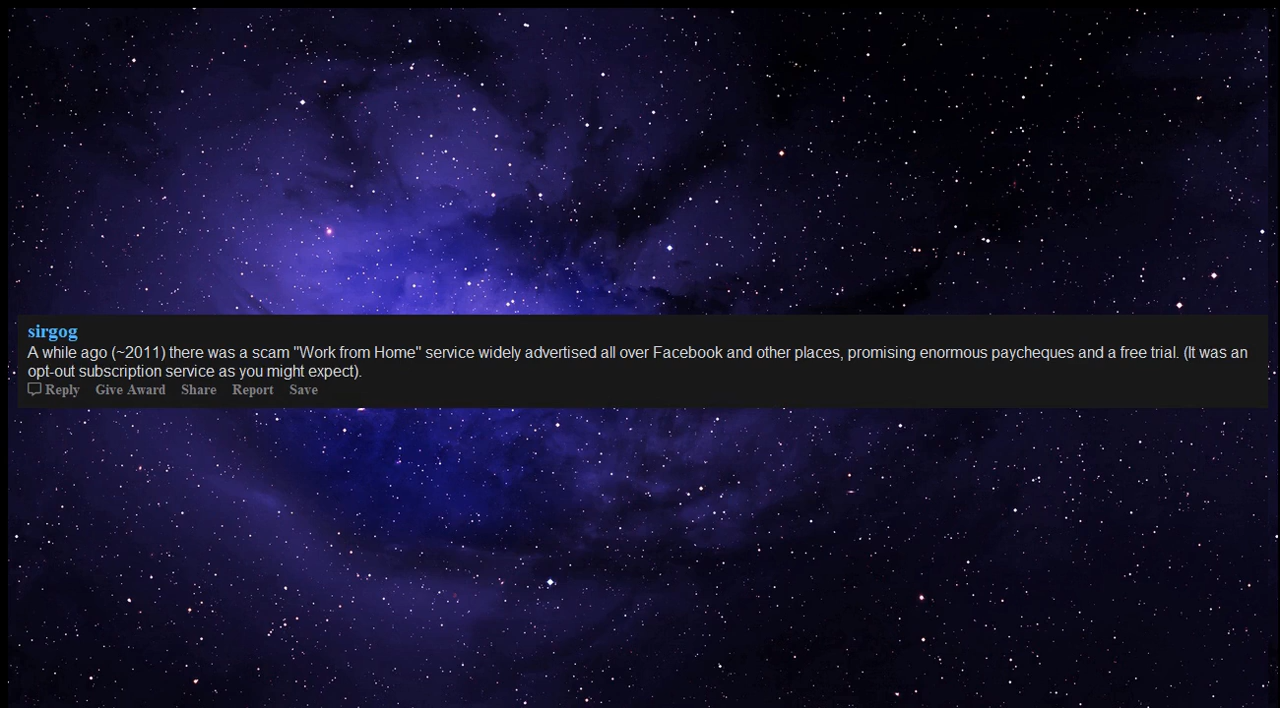 sirgog
A while ago (~2011) there was a scam "Work from Home" service widely advertised all over Facebook and other places, promising enormous paycheques and a free trial. (It was an
opt-out subscription service as you might expect).
Reply Give Award Share Report Save